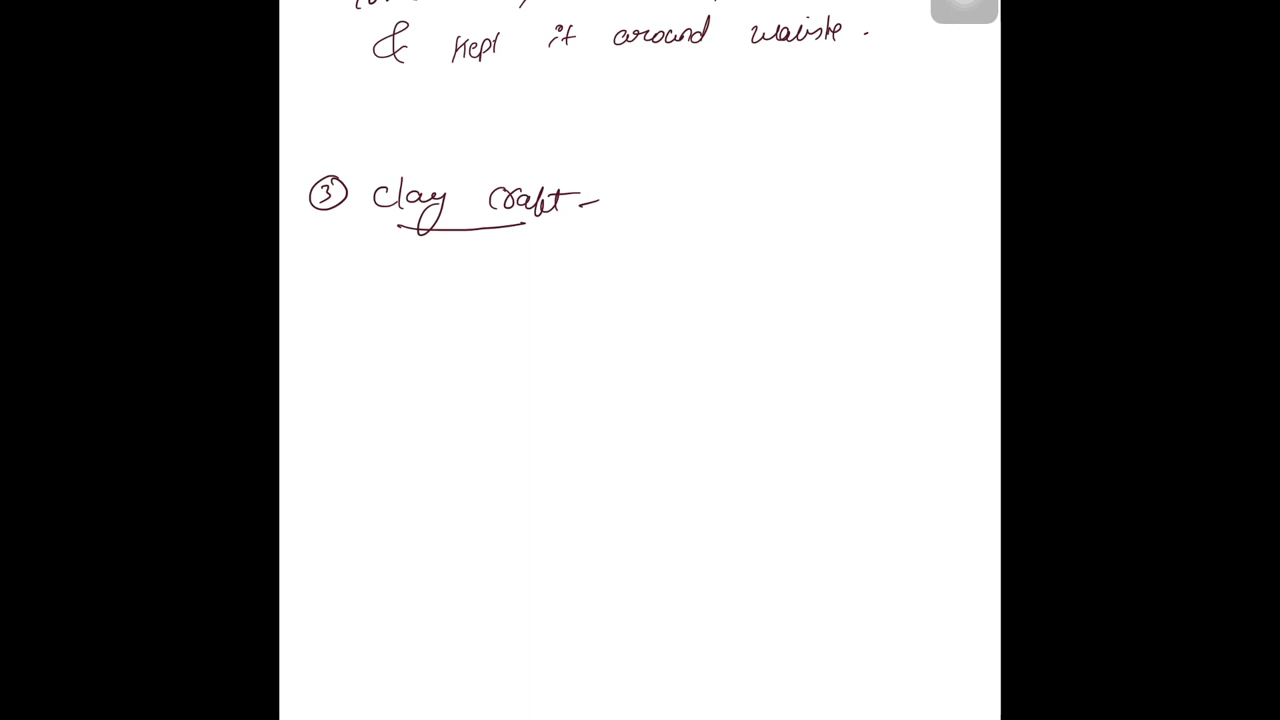 & kept it around waiste.
③ clay craft-